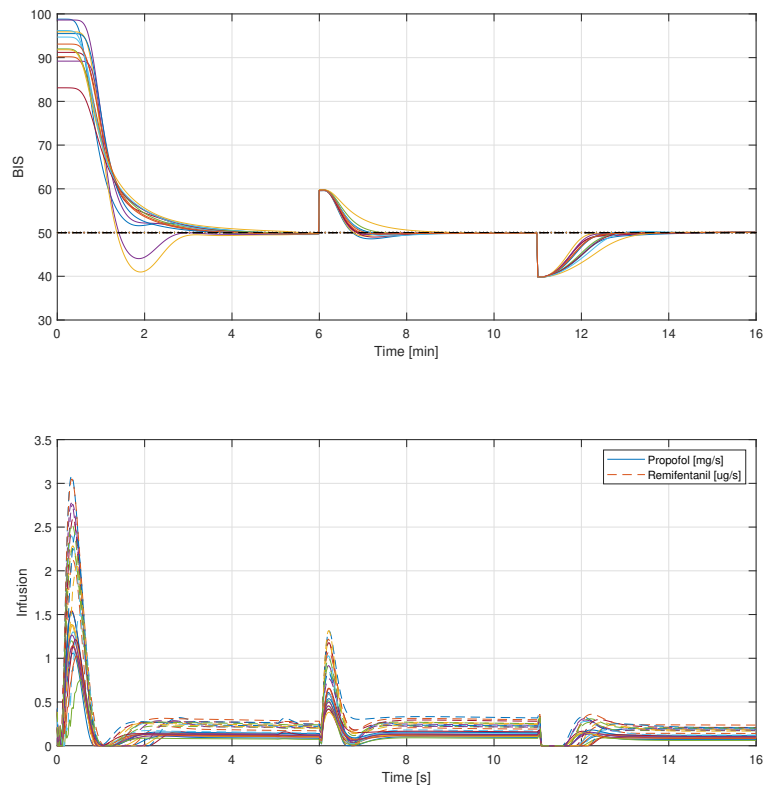 100
90
80
70
60
50
40
30
BIS
0 2 4 6 8 10 12 14 16
Time [min]
3.5
3
2.5
2
1.5
1
0.5
0
Infusion
Propofol [mg/s]
Remifentanil [ug/s]
0 2 4 6 8 10 12 14 16
Time [s]